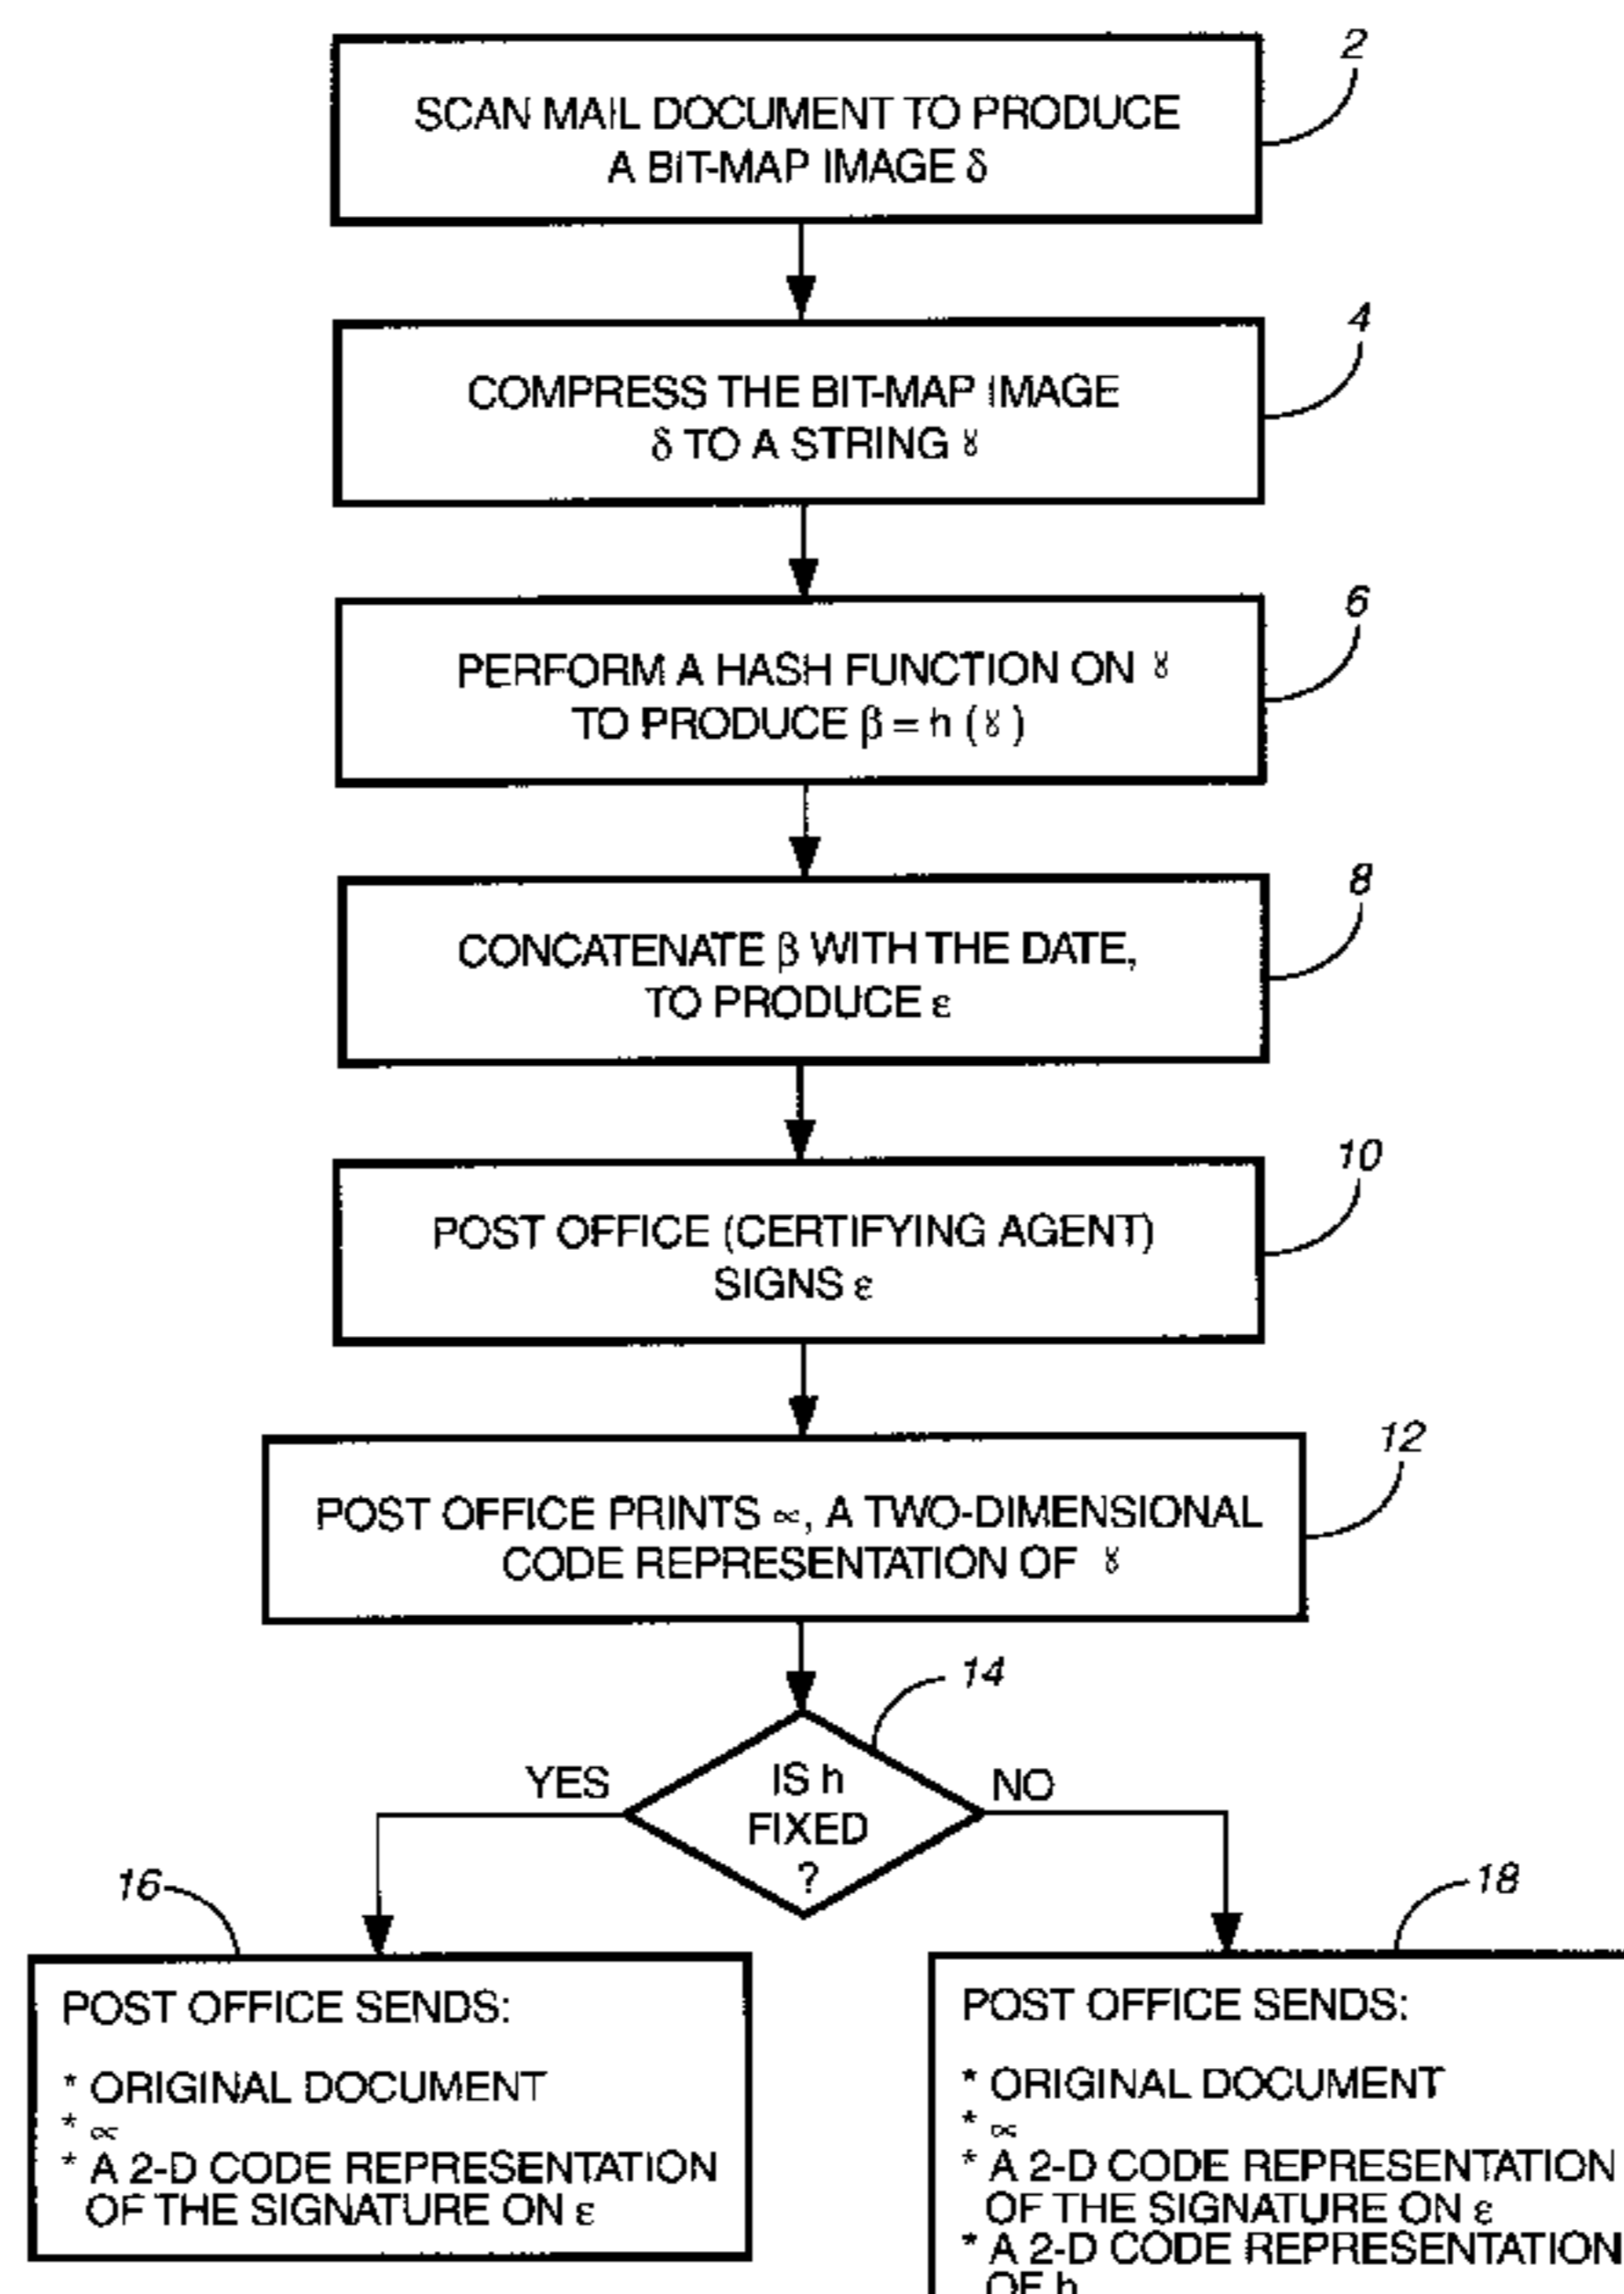 2
SCAN MAIL DOCUMENT TO PRODUCE
A BIT-MAP IMAGE δ
4
COMPRESS THE BIT-MAP IMAGE
δ TO A STRING ɣ
6
PERFORM A HASH FUNCTION ON ɣ
TO PRODUCE β = h (ɣ)
8
CONCATENATE β WITH THE DATE,
TO PRODUCE ε
10
POST OFFICE (CERTIFYING AGENT)
SIGNS ε
12
POST OFFICE PRINTS ∝, A TWO-DIMENSIONAL
CODE REPRESENTATION OF ɣ
14
IS h
FIXED
?
YES
NO
16
POST OFFICE SENDS:
* ORIGINAL DOCUMENT
* ∝
* A 2-D CODE REPRESENTATION
OF THE SIGNATURE ON ε
18
POST OFFICE SENDS:
* ORIGINAL DOCUMENT
* ∝
* A 2-D CODE REPRESENTATION
OF THE SIGNATURE ON ε
* A 2-D CODE REPRESENTATION
OF h